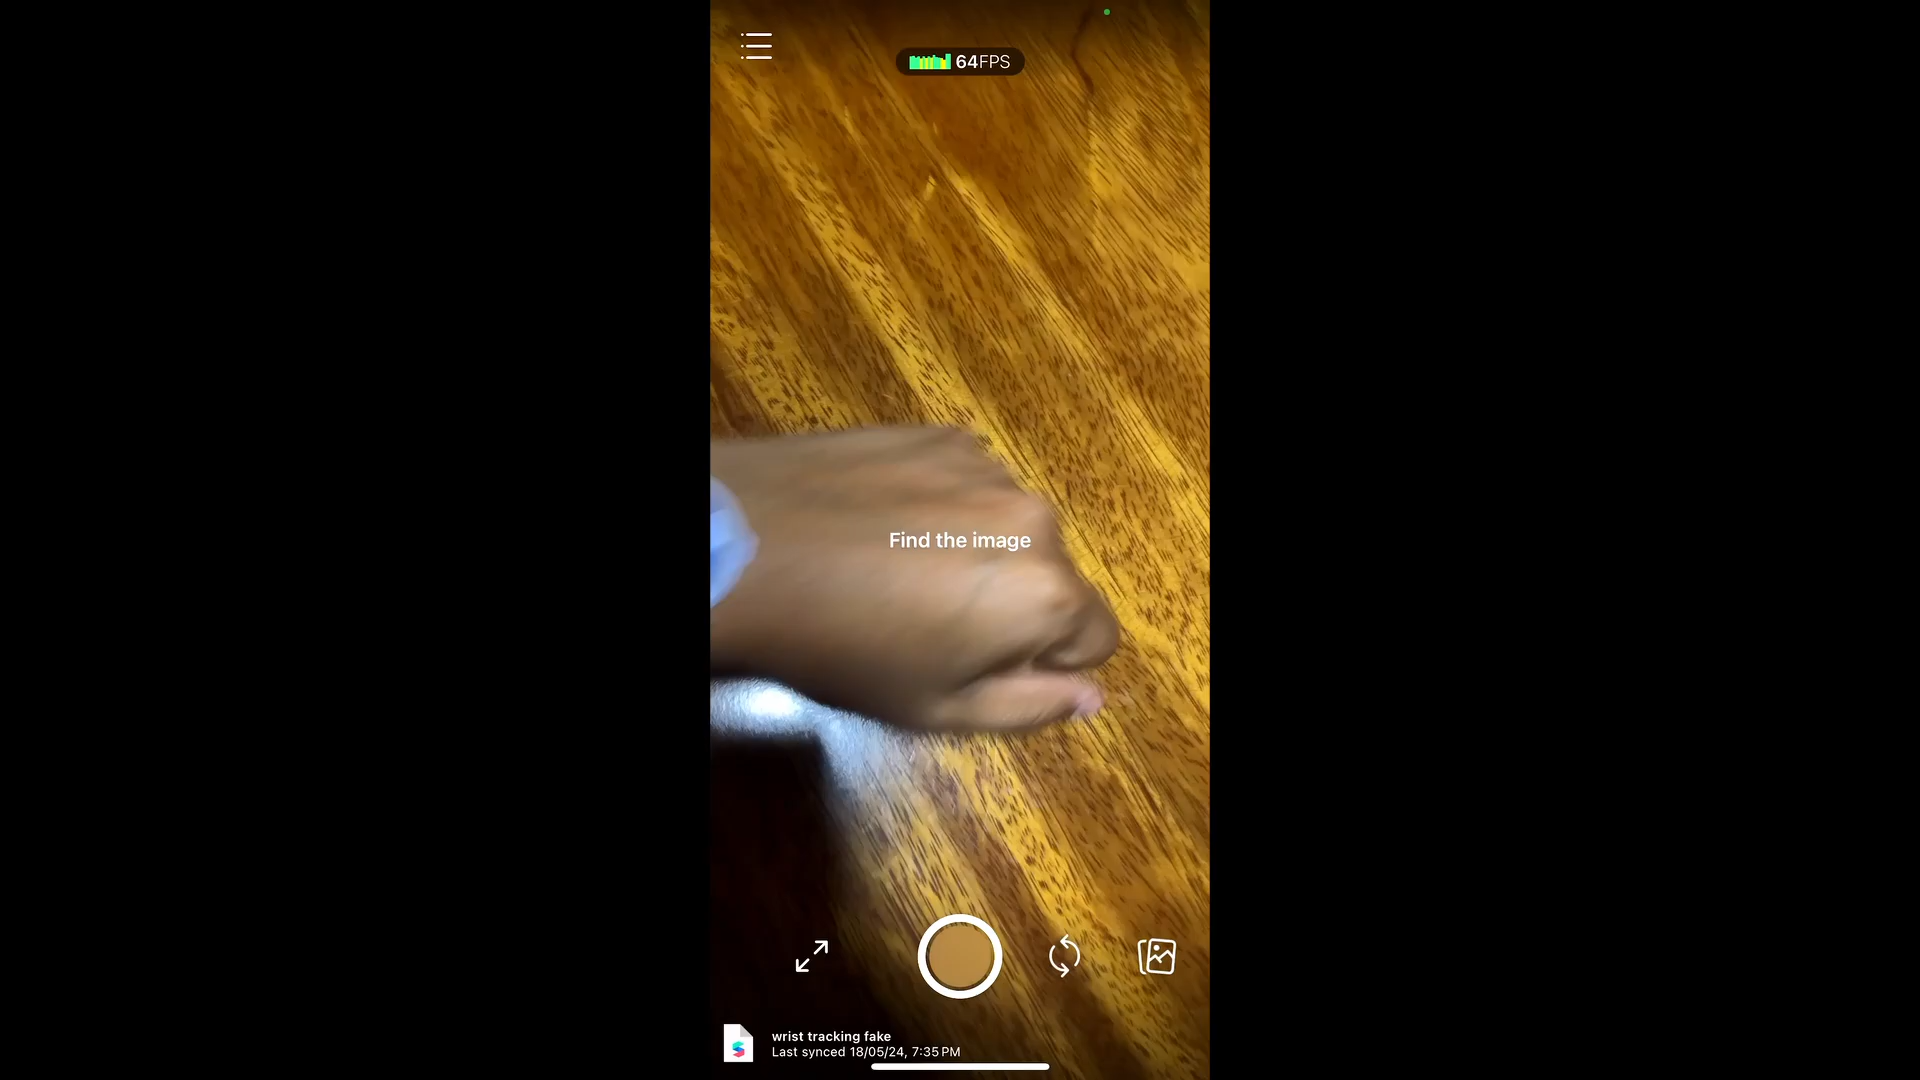 64FPS
Find the image
wrist tracking fake
Last synced 18/05/24, 7:35 PM